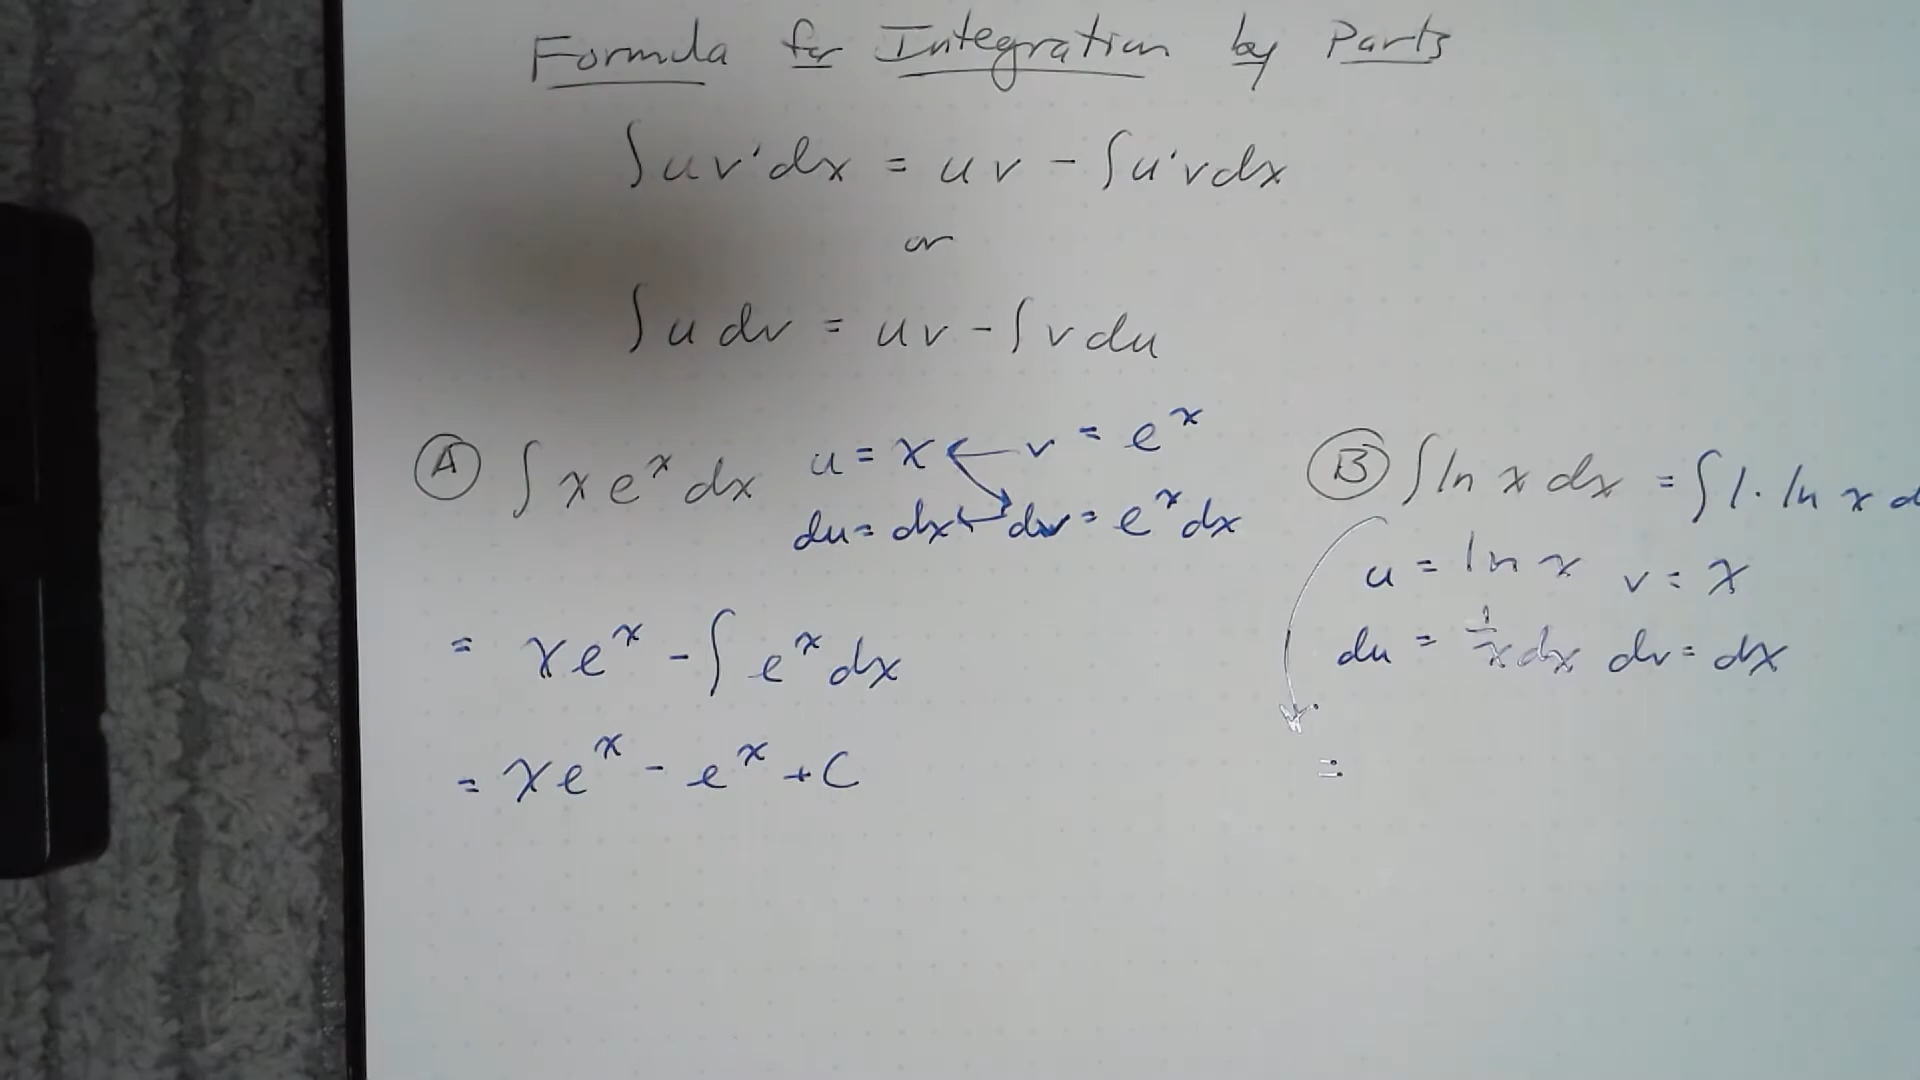 Formula for Integration by Parts
∫uv'dx = uv - ∫u'vdx
or
∫u dv = uv - ∫v du
Ⓐ ∫x e^x dx u = x v = e^x
du = dx dv = e^x dx
= xe^x - ∫e^x dx
= xe^x - e^x + C
Ⓑ ∫ln x dx = ∫1·ln x d
u = ln x v = x
du = 1/x dx dv = dx
=